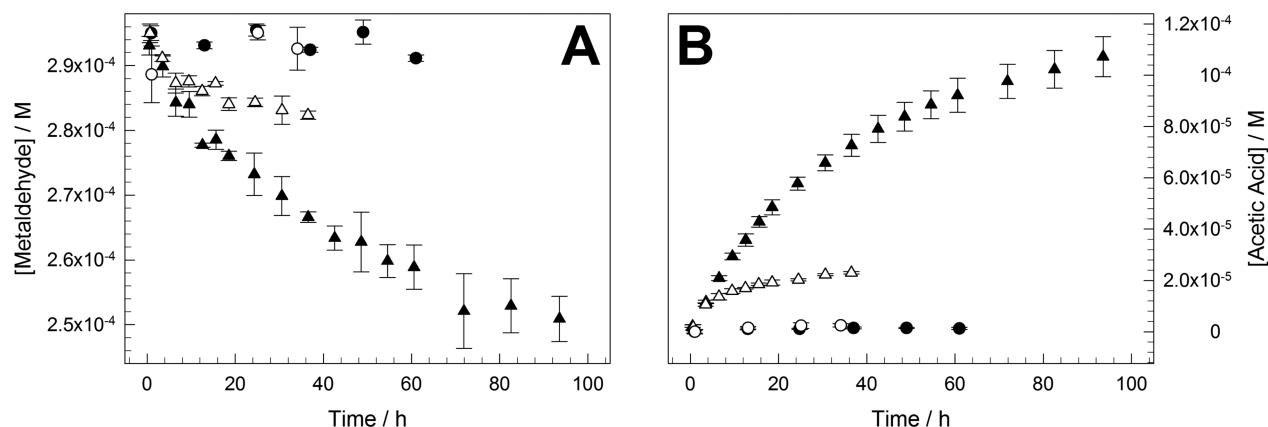 A
[Metaldehyde] / M
2.9x10⁻⁴
2.8x10⁻⁴
2.7x10⁻⁴
2.6x10⁻⁴
2.5x10⁻⁴
0 20 40 60 80 100
Time / h
B
1.2x10⁻⁴
10⁻⁴
8.0x10⁻⁵
6.0x10⁻⁵
4.0x10⁻⁵
2.0x10⁻⁵
0
[Acetic Acid] / M
0 20 40 60 80 100
Time / h